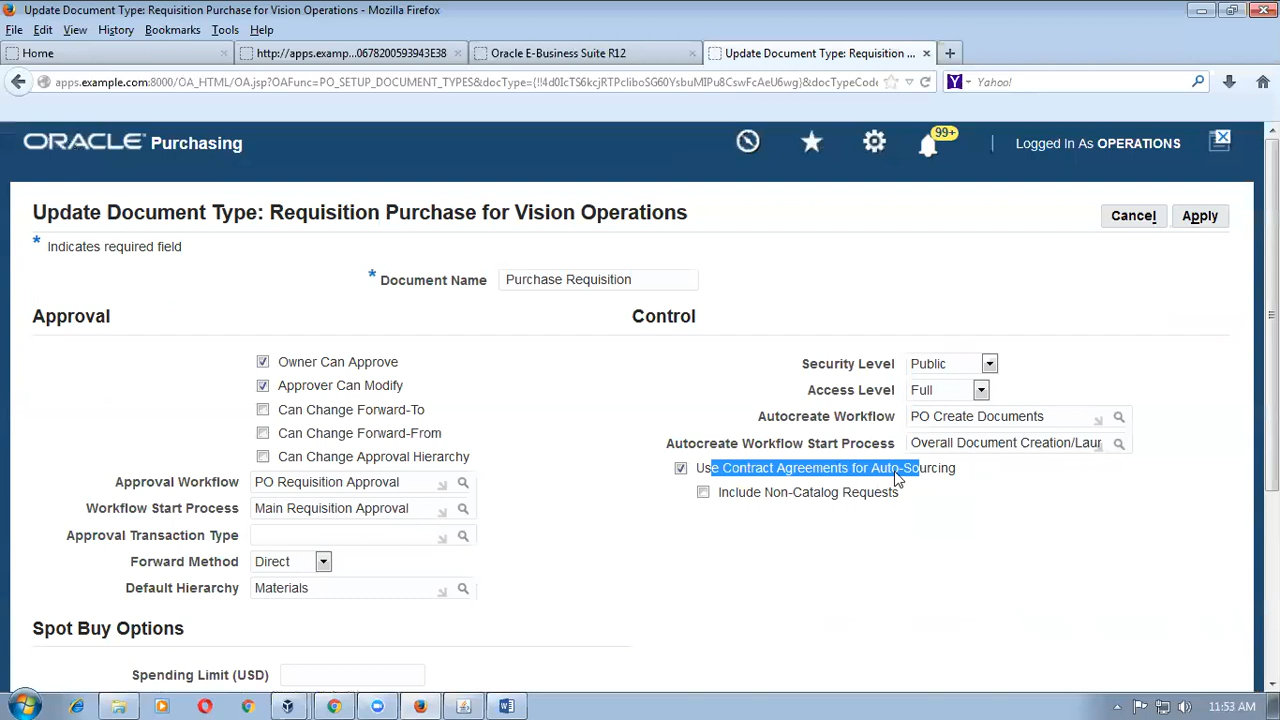 Update Document Type: Requisition Purchase for Vision Operations - Mozilla Firefox
File Edit View History Bookmarks Tools Help
Home
http://apps.examp...0678200593943E38
Oracle E-Business Suite R12
Update Document Type: Requisition ...
apps.example.com:8000/OA_HTML/OA.jsp?OAFunc=PO_SETUP_DOCUMENT_TYPES&docType={!!4d0IcTS6kcjRTPcIiboSG60YsbuMIPu8CswFcAeU6wg}&docTypeCode
Yahoo!
ORACLE Purchasing
99+
Logged In As OPERATIONS
Update Document Type: Requisition Purchase for Vision Operations
Cancel Apply
* Indicates required field
* Document Name Purchase Requisition
Approval
Owner Can Approve
Approver Can Modify
Can Change Forward-To
Can Change Forward-From
Can Change Approval Hierarchy
Approval Workflow PO Requisition Approval
Workflow Start Process Main Requisition Approval
Approval Transaction Type
Forward Method Direct
Default Hierarchy Materials
Control
Security Level Public
Access Level Full
Autocreate Workflow PO Create Documents
Autocreate Workflow Start Process Overall Document Creation/Laur
Use Contract Agreements for Auto-Sourcing
Include Non-Catalog Requests
Spot Buy Options
Spending Limit (USD)
11:53 AM